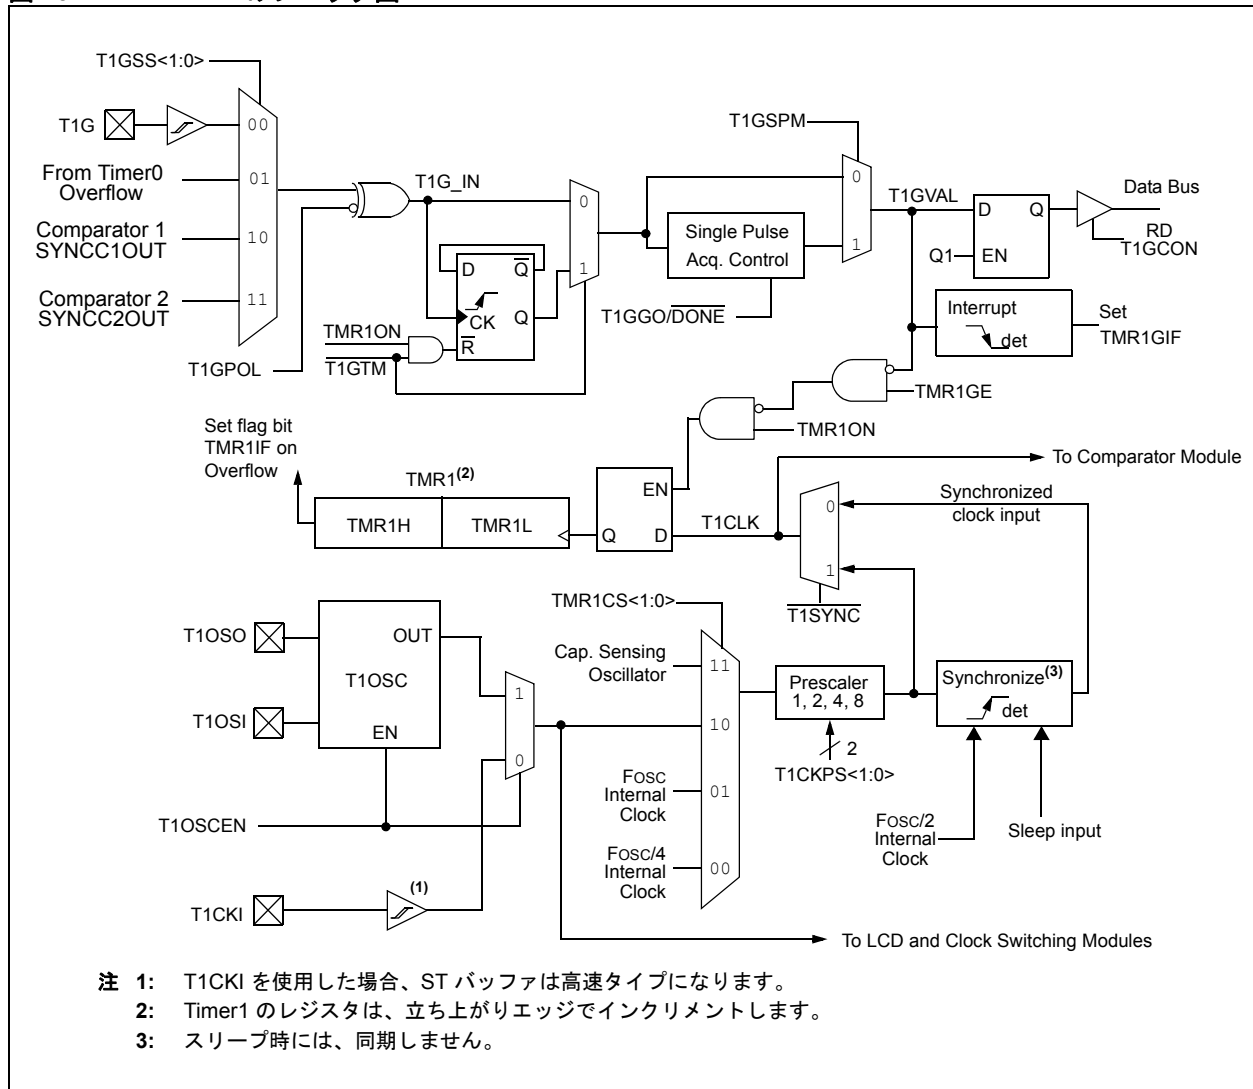 T1GSS<1:0>
T1G
00
From Timer0
Overflow
01
Comparator 1
SYNCC1OUT
10
Comparator 2
SYNCC2OUT
11
T1GPOL
T1G_IN
0
1
D
Q
CK
Q
R
TMR1ON
T1GTM
T1GSPM
0
1
Single Pulse
Acq. Control
T1GGO/DONE
T1GVAL
D
Q
Q1
EN
Data Bus
RD
T1GCON
Interrupt
det
Set
TMR1GIF
TMR1GE
TMR1ON
Set flag bit
TMR1IF on
Overflow
TMR1(2)
TMR1H
TMR1L
EN
Q
D
T1CLK
To Comparator Module
0
1
Synchronized
clock input
T1SYNC
T1OSO
T1OSI
OUT
T1OSC
EN
T1OSCEN
T1CKI
(1)
1
0
TMR1CS<1:0>
Cap. Sensing
Oscillator
11
10
FOSC
Internal
Clock
01
FOSC/4
Internal
Clock
00
Prescaler
1, 2, 4, 8
2
T1CKPS<1:0>
Synchronize(3)
det
FOSC/2
Internal
Clock
Sleep input
To LCD and Clock Switching Modules
注 1: T1CKI を使用した場合、ST バッファは高速タイプになります。
2: Timer1 のレジスタは、立ち上がりエッジでインクリメントします。
3: スリープ時には、同期しません。